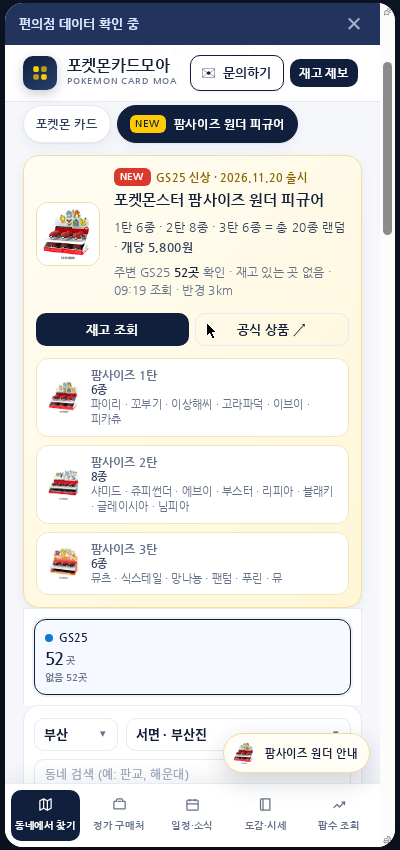 편의점 데이터 확인 중
포켓몬카드모아
POKEMON CARD MOA
문의하기
재고 제보
포켓몬 카드
NEW 팜사이즈 원더 피규어
NEW GS25 신상 · 2026.11.20 출시
포켓몬스터 팜사이즈 원더 피규어
1탄 6종 · 2탄 8종 · 3탄 6종 = 총 20종 랜덤
· 개당 5,800원
주변 GS25 52곳 확인 · 재고 있는 곳 없음 ·
09:19 조회 · 반경 3km
재고 조회
공식 상품 ↗
팜사이즈 1탄
6종
파이리 · 꼬부기 · 이상해씨 · 고라파덕 · 이브이 ·
피카츄
팜사이즈 2탄
8종
샤미드 · 쥬피썬더 · 에브이 · 부스터 · 리피아 · 블래키
· 글레이시아 · 님피아
팜사이즈 3탄
6종
뮤츠 · 식스테일 · 망나뇽 · 팬텀 · 푸린 · 뮤
GS25
52 곳
없음 52곳
부산
서면 · 부산진
팜사이즈 원더 안내
동네 검색 (예: 판교, 해운대)
동네에서 찾기
정가 구매처
일정·소식
도감·시세
팝수 조회